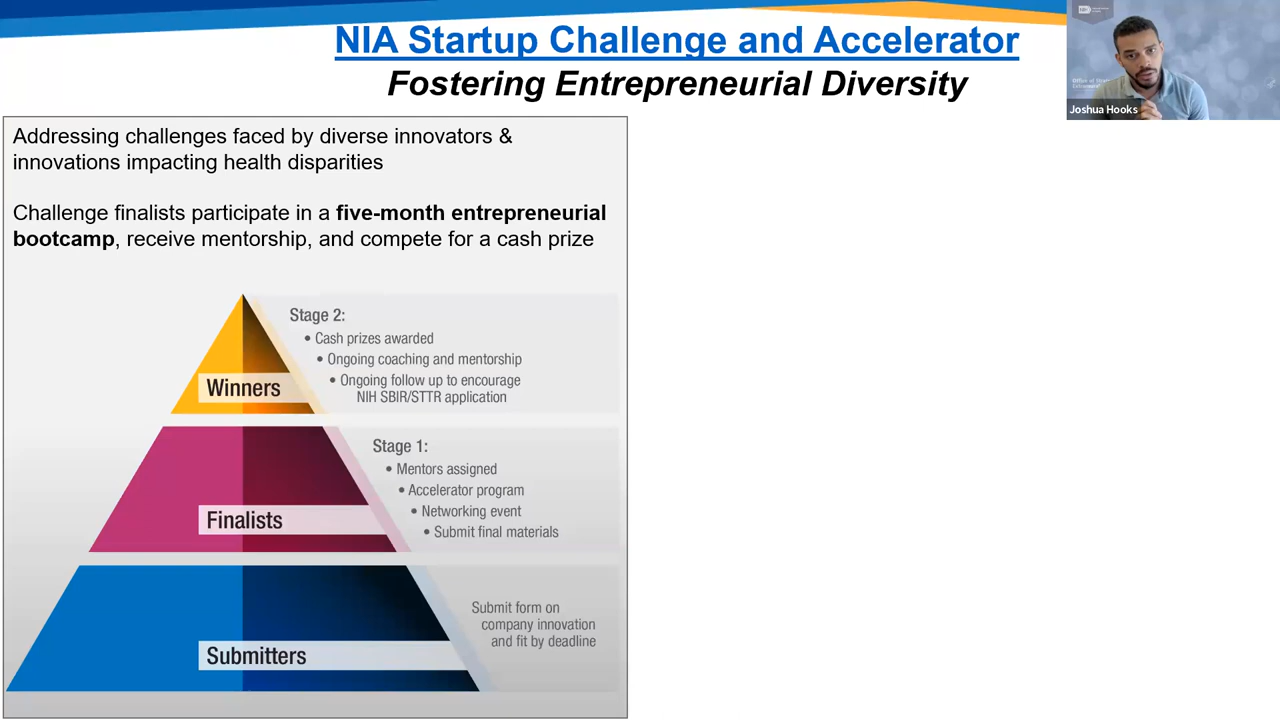 NIA Startup Challenge and Accelerator
Fostering Entrepreneurial Diversity
Joshua Hooks
Addressing challenges faced by diverse innovators &
innovations impacting health disparities
Challenge finalists participate in a five-month entrepreneurial
bootcamp, receive mentorship, and compete for a cash prize
Stage 2:
• Cash prizes awarded
• Ongoing coaching and mentorship
• Ongoing follow up to encourage
NIH SBIR/STTR application
Winners
Stage 1:
• Mentors assigned
• Accelerator program
• Networking event
• Submit final materials
Finalists
Submit form on
company innovation
and fit by deadline
Submitters